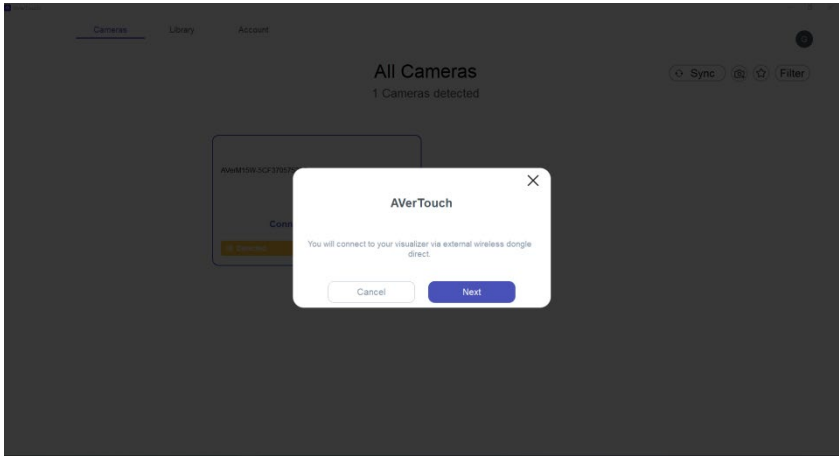 Cameras Library Account
All Cameras
1 Cameras detected
Sync Filter
Conn
AVerTouch
You will connect to your visualizer via external wireless dongle
direct.
Cancel Next